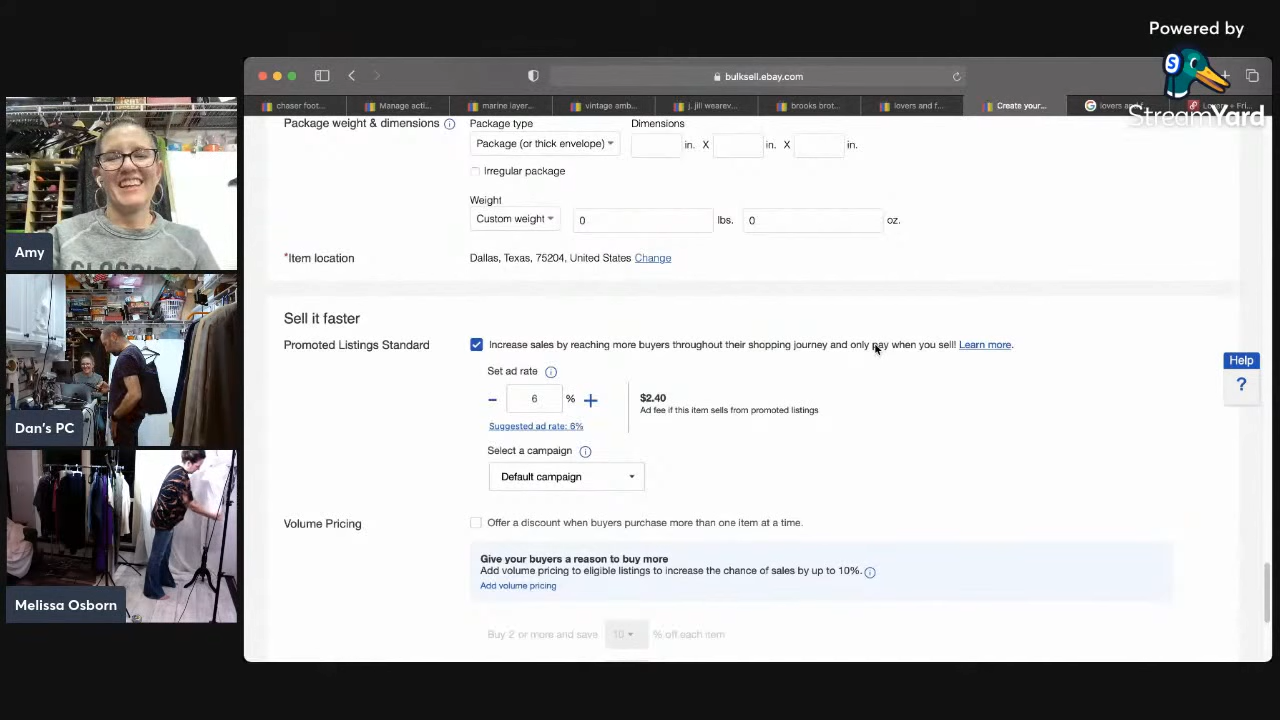 Powered by
StreamYard
bulksell.ebay.com
chaser foot...
Manage acti...
marine layer...
vintage amb...
j. jill wearev...
brooks brot...
lovers and f...
Create your...
Package weight & dimensions
Package type
Dimensions
Package (or thick envelope)
in. X
in. X
in.
Irregular package
Weight
Custom weight
0
lbs.
0
oz.
*Item location
Dallas, Texas, 75204, United States Change
Sell it faster
Promoted Listings Standard
Increase sales by reaching more buyers throughout their shopping journey and only pay when you sell! Learn more.
Set ad rate
- 6 % +
$2.40
Ad fee if this item sells from promoted listings
Suggested ad rate: 6%
Select a campaign
Default campaign
Volume Pricing
Offer a discount when buyers purchase more than one item at a time.
Give your buyers a reason to buy more
Add volume pricing to eligible listings to increase the chance of sales by up to 10%.
Add volume pricing
Buy 2 or more and save 10 % off each item
Help
?
Amy
CLASSICS
Dan's PC
Melissa Osborn